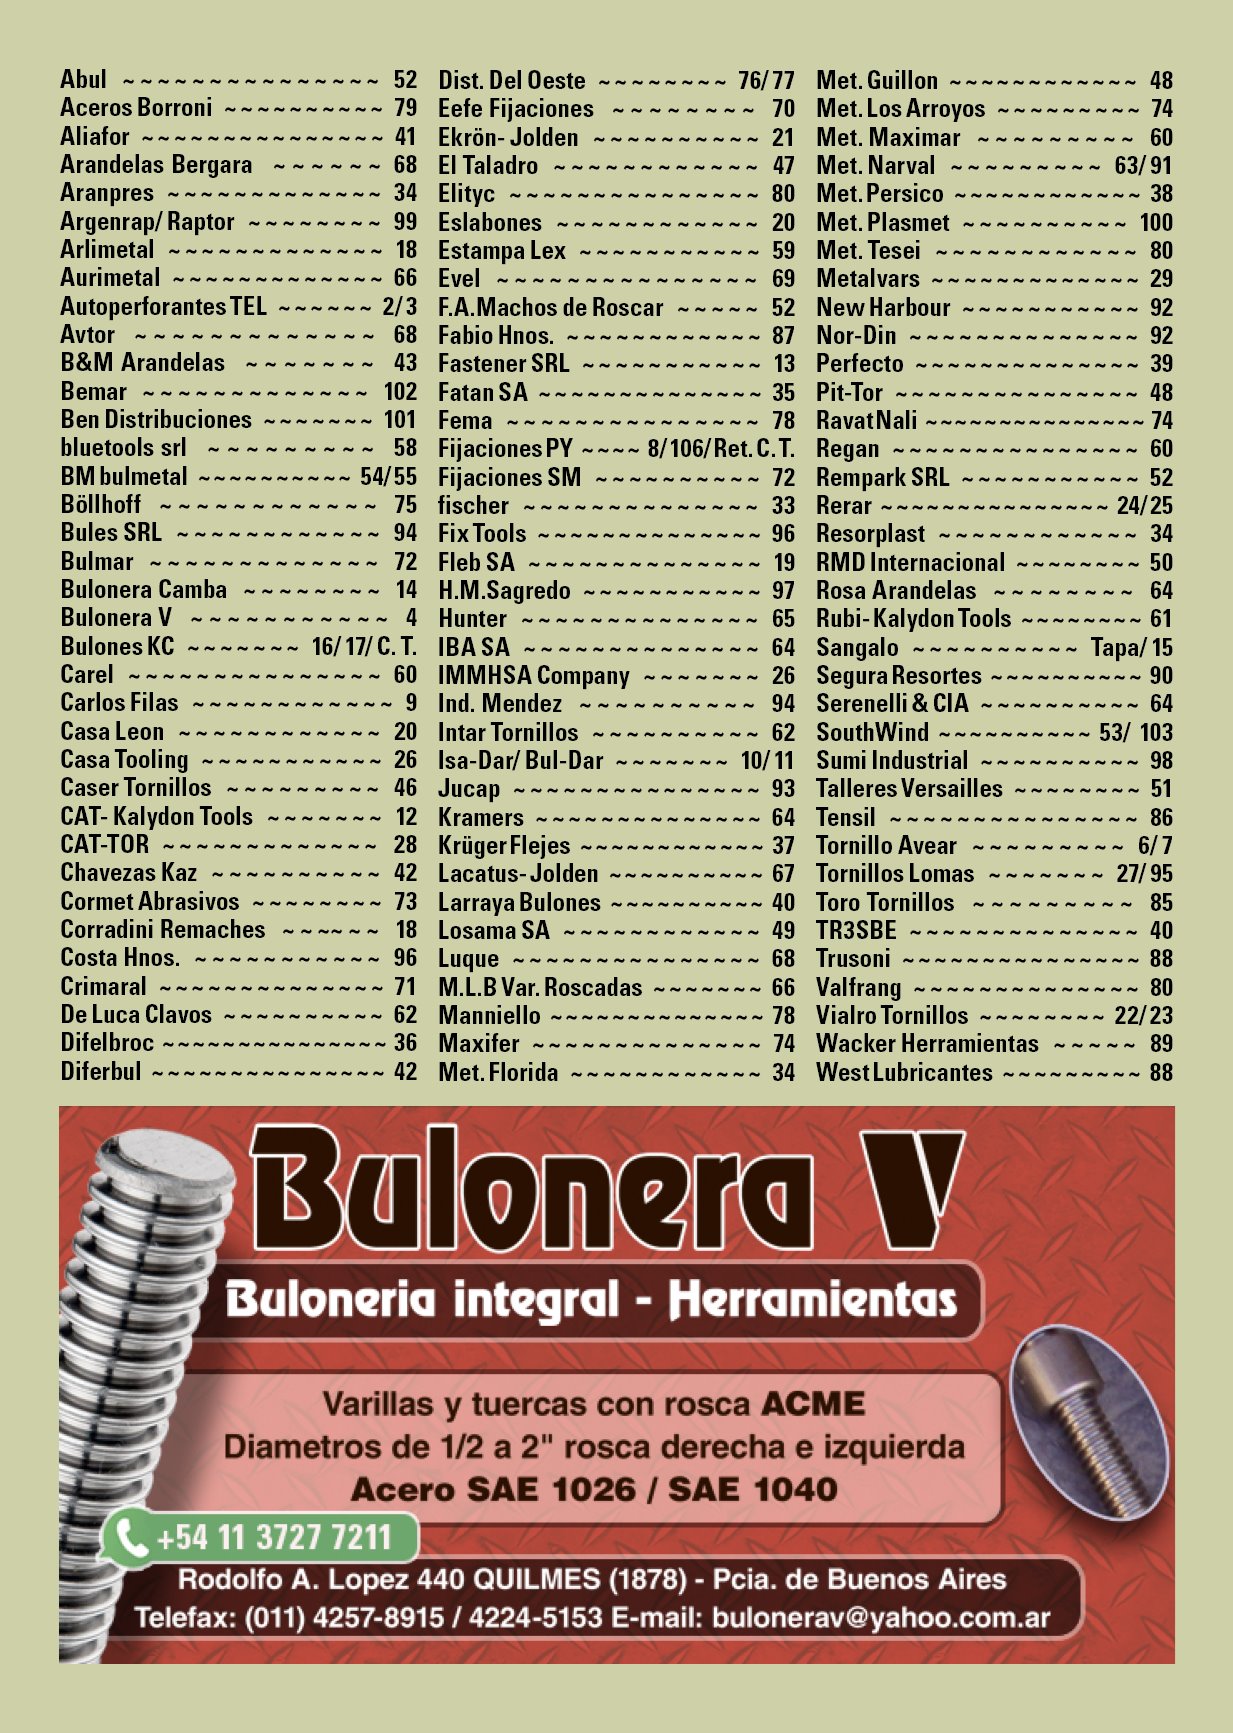 Abul ~~~~~~~~~~~~~~~ 52
Aceros Borroni ~~~~~~~~~~ 79
Aliafor ~~~~~~~~~~~~~~ 41
Arandelas Bergara ~~~~~~ 68
Aranpres ~~~~~~~~~~~~~ 34
Argenrap/ Raptor ~~~~~~~~ 99
Arlimetal ~~~~~~~~~~~~~ 18
Aurimetal ~~~~~~~~~~~~~ 66
Autoperforantes TEL ~~~~~~ 2/3
Avtor ~~~~~~~~~~~~~ 68
B&M Arandelas ~~~~~~~ 43
Bemar ~~~~~~~~~~~~~ 102
Ben Distribuciones ~~~~~~~ 101
bluetools srl ~~~~~~~~~ 58
BM bulmetal ~~~~~~~~~~ 54/55
Böllhoff ~~~~~~~~~~~~ 75
Bules SRL ~~~~~~~~~~~~ 94
Bulmar ~~~~~~~~~~~~~ 72
Bulonera Camba ~~~~~~~~ 14
Bulonera V ~~~~~~~~~~~ 4
Bulones KC ~~~~~~~ 16/17/C. T.
Carel ~~~~~~~~~~~~~~~ 60
Carlos Filas ~~~~~~~~~~~~ 9
Casa Leon ~~~~~~~~~~~~ 20
Casa Tooling ~~~~~~~~~~~ 26
Caser Tornillos ~~~~~~~~~ 46
CAT- Kalydon Tools ~~~~~~~ 12
CAT-TOR ~~~~~~~~~~~~~ 28
Chavezas Kaz ~~~~~~~~~~ 42
Cormet Abrasivos ~~~~~~~~ 73
Corradini Remaches ~~~~~~ 18
Costa Hnos. ~~~~~~~~~~~ 96
Crimaral ~~~~~~~~~~~~~~ 71
De Luca Clavos ~~~~~~~~~~ 62
Difelbroc ~~~~~~~~~~~~~~~ 36
Diferbul ~~~~~~~~~~~~~~~ 42
Dist. Del Oeste ~~~~~~~~ 76/77
Eefe Fijaciones ~~~~~~~~ 70
Ekrön- Jolden ~~~~~~~~~~ 21
El Taladro ~~~~~~~~~~~~ 47
Elityc ~~~~~~~~~~~~~~ 80
Eslabones ~~~~~~~~~~~~ 20
Estampa Lex ~~~~~~~~~~~ 59
Evel ~~~~~~~~~~~~~~ 69
F.A.Machos de Roscar ~~~~~ 52
Fabio Hnos. ~~~~~~~~~~~~ 87
Fastener SRL ~~~~~~~~~~~ 13
Fatan SA ~~~~~~~~~~~~~~ 35
Fema ~~~~~~~~~~~~~~ 78
Fijaciones PY ~~~~ 8/106/Ret. C. T.
Fijaciones SM ~~~~~~~~~~ 72
fischer ~~~~~~~~~~~~~ 33
Fix Tools ~~~~~~~~~~~~~~ 96
Fleb SA ~~~~~~~~~~~~~~ 19
H.M.Sagredo ~~~~~~~~~~~ 97
Hunter ~~~~~~~~~~~~~ 65
IBA SA ~~~~~~~~~~~~~ 64
IMMHSA Company ~~~~~~~ 26
Ind. Mendez ~~~~~~~~~~ 94
Intar Tornillos ~~~~~~~~~~ 62
Isa-Dar/ Bul-Dar ~~~~~~~ 10/11
Jucap ~~~~~~~~~~~~~~~ 93
Kramers ~~~~~~~~~~~~~~ 64
Krüger Flejes ~~~~~~~~~~~~ 37
Lacatus- Jolden ~~~~~~~~~~ 67
Larraya Bulones ~~~~~~~~~~ 40
Losama SA ~~~~~~~~~~~~ 49
Luque ~~~~~~~~~~~~~~~ 68
M.L.B Var. Roscadas ~~~~~~~ 66
Manniello ~~~~~~~~~~~~~ 78
Maxifer ~~~~~~~~~~~~~~ 74
Met. Florida ~~~~~~~~~~~~ 34
Met. Guillon ~~~~~~~~~~~~ 48
Met. Los Arroyos ~~~~~~~~~ 74
Met. Maximar ~~~~~~~~~ 60
Met. Narval ~~~~~~~~~ 63/91
Met. Persico ~~~~~~~~~~~~ 38
Met. Plasmet ~~~~~~~~~~ 100
Met. Tesei ~~~~~~~~~~~~ 80
Metalvars ~~~~~~~~~~~~~ 29
New Harbour ~~~~~~~~~~~ 92
Nor-Din ~~~~~~~~~~~~~~ 92
Perfecto ~~~~~~~~~~~~~~ 39
Pit-Tor ~~~~~~~~~~~~~ 48
Ravat Nali ~~~~~~~~~~~~~~~ 74
Regan ~~~~~~~~~~~~~~ 60
Rempark SRL ~~~~~~~~~~~ 52
Rerar ~~~~~~~~~~~~~~~ 24/25
Resorplast ~~~~~~~~~~~~ 34
RMD Internacional ~~~~~~~~ 50
Rosa Arandelas ~~~~~~~~ 64
Rubi- Kalydon Tools ~~~~~~~~ 61
Sangalo ~~~~~~~~~~ Tapa/15
Segura Resortes ~~~~~~~~~~ 90
Serenelli & CIA ~~~~~~~~~~ 64
SouthWind ~~~~~~~~~~ 53/ 103
Sumi Industrial ~~~~~~~~~~ 98
Talleres Versailles ~~~~~~~~ 51
Tensil ~~~~~~~~~~~~~~ 86
Tornillo Avear ~~~~~~~~~ 6/7
Tornillos Lomas ~~~~~~~ 27/95
Toro Tornillos ~~~~~~~~~ 85
TR3SBE ~~~~~~~~~~~~~ 40
Trusoni ~~~~~~~~~~~~~~~ 88
Valfrang ~~~~~~~~~~~~~~ 80
Vialro Tornillos ~~~~~~~~ 22/23
Wacker Herramientas ~~~~~ 89
West Lubricantes ~~~~~~~~~ 88
Bulonera V
Buloneria integral - Herramientas
Varillas y tuercas con rosca ACME
Diametros de 1/2 a 2" rosca derecha e izquierda
Acero SAE 1026 / SAE 1040
+54 11 3727 7211
Rodolfo A. Lopez 440 QUILMES (1878) - Pcia. de Buenos Aires
Telefax: (011) 4257-8915 / 4224-5153 E-mail: bulonerav@yahoo.com.ar